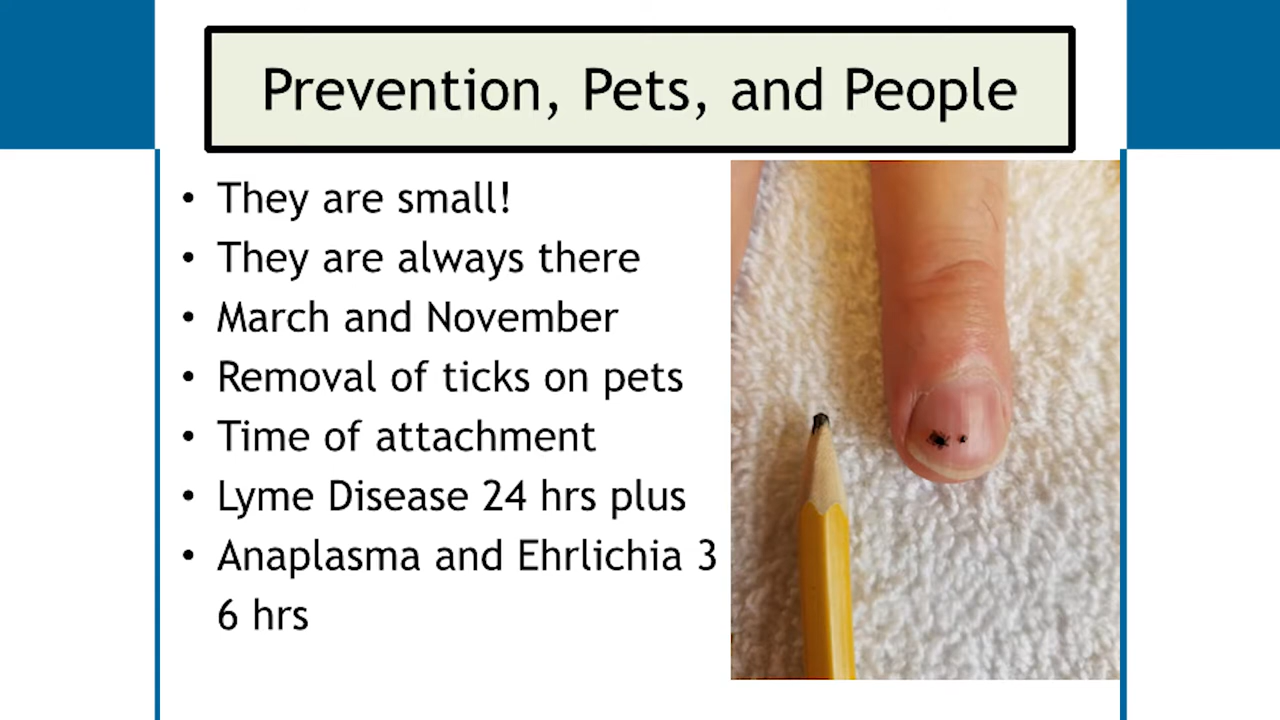 Prevention, Pets, and People
• They are small!
• They are always there
• March and November
• Removal of ticks on pets
• Time of attachment
• Lyme Disease 24 hrs plus
• Anaplasma and Ehrlichia 3
6 hrs